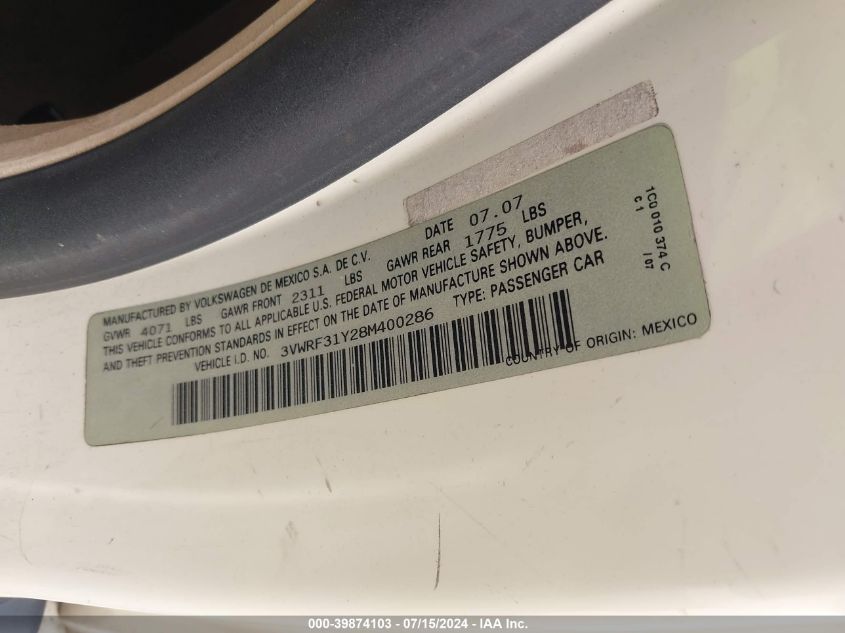 MANUFACTURED BY VOLKSWAGEN DE MEXICO S.A. DE C.V. DATE 07.07
GVWR 4071 LBS GAWR FRONT 2311 LBS GAWR REAR 1775 LBS
THIS VEHICLE CONFORMS TO ALL APPLICABLE U.S. FEDERAL MOTOR VEHICLE SAFETY, BUMPER,
AND THEFT PREVENTION STANDARDS IN EFFECT ON THE DATE OF MANUFACTURE SHOWN ABOVE.
VEHICLE I.D. NO. 3VWRF31Y28M400286 TYPE: PASSENGER CAR
COUNTRY OF ORIGIN: MEXICO
1C0 010 374 C
C1 / 07
000-39874103 - 07/15/2024 - IAA Inc.